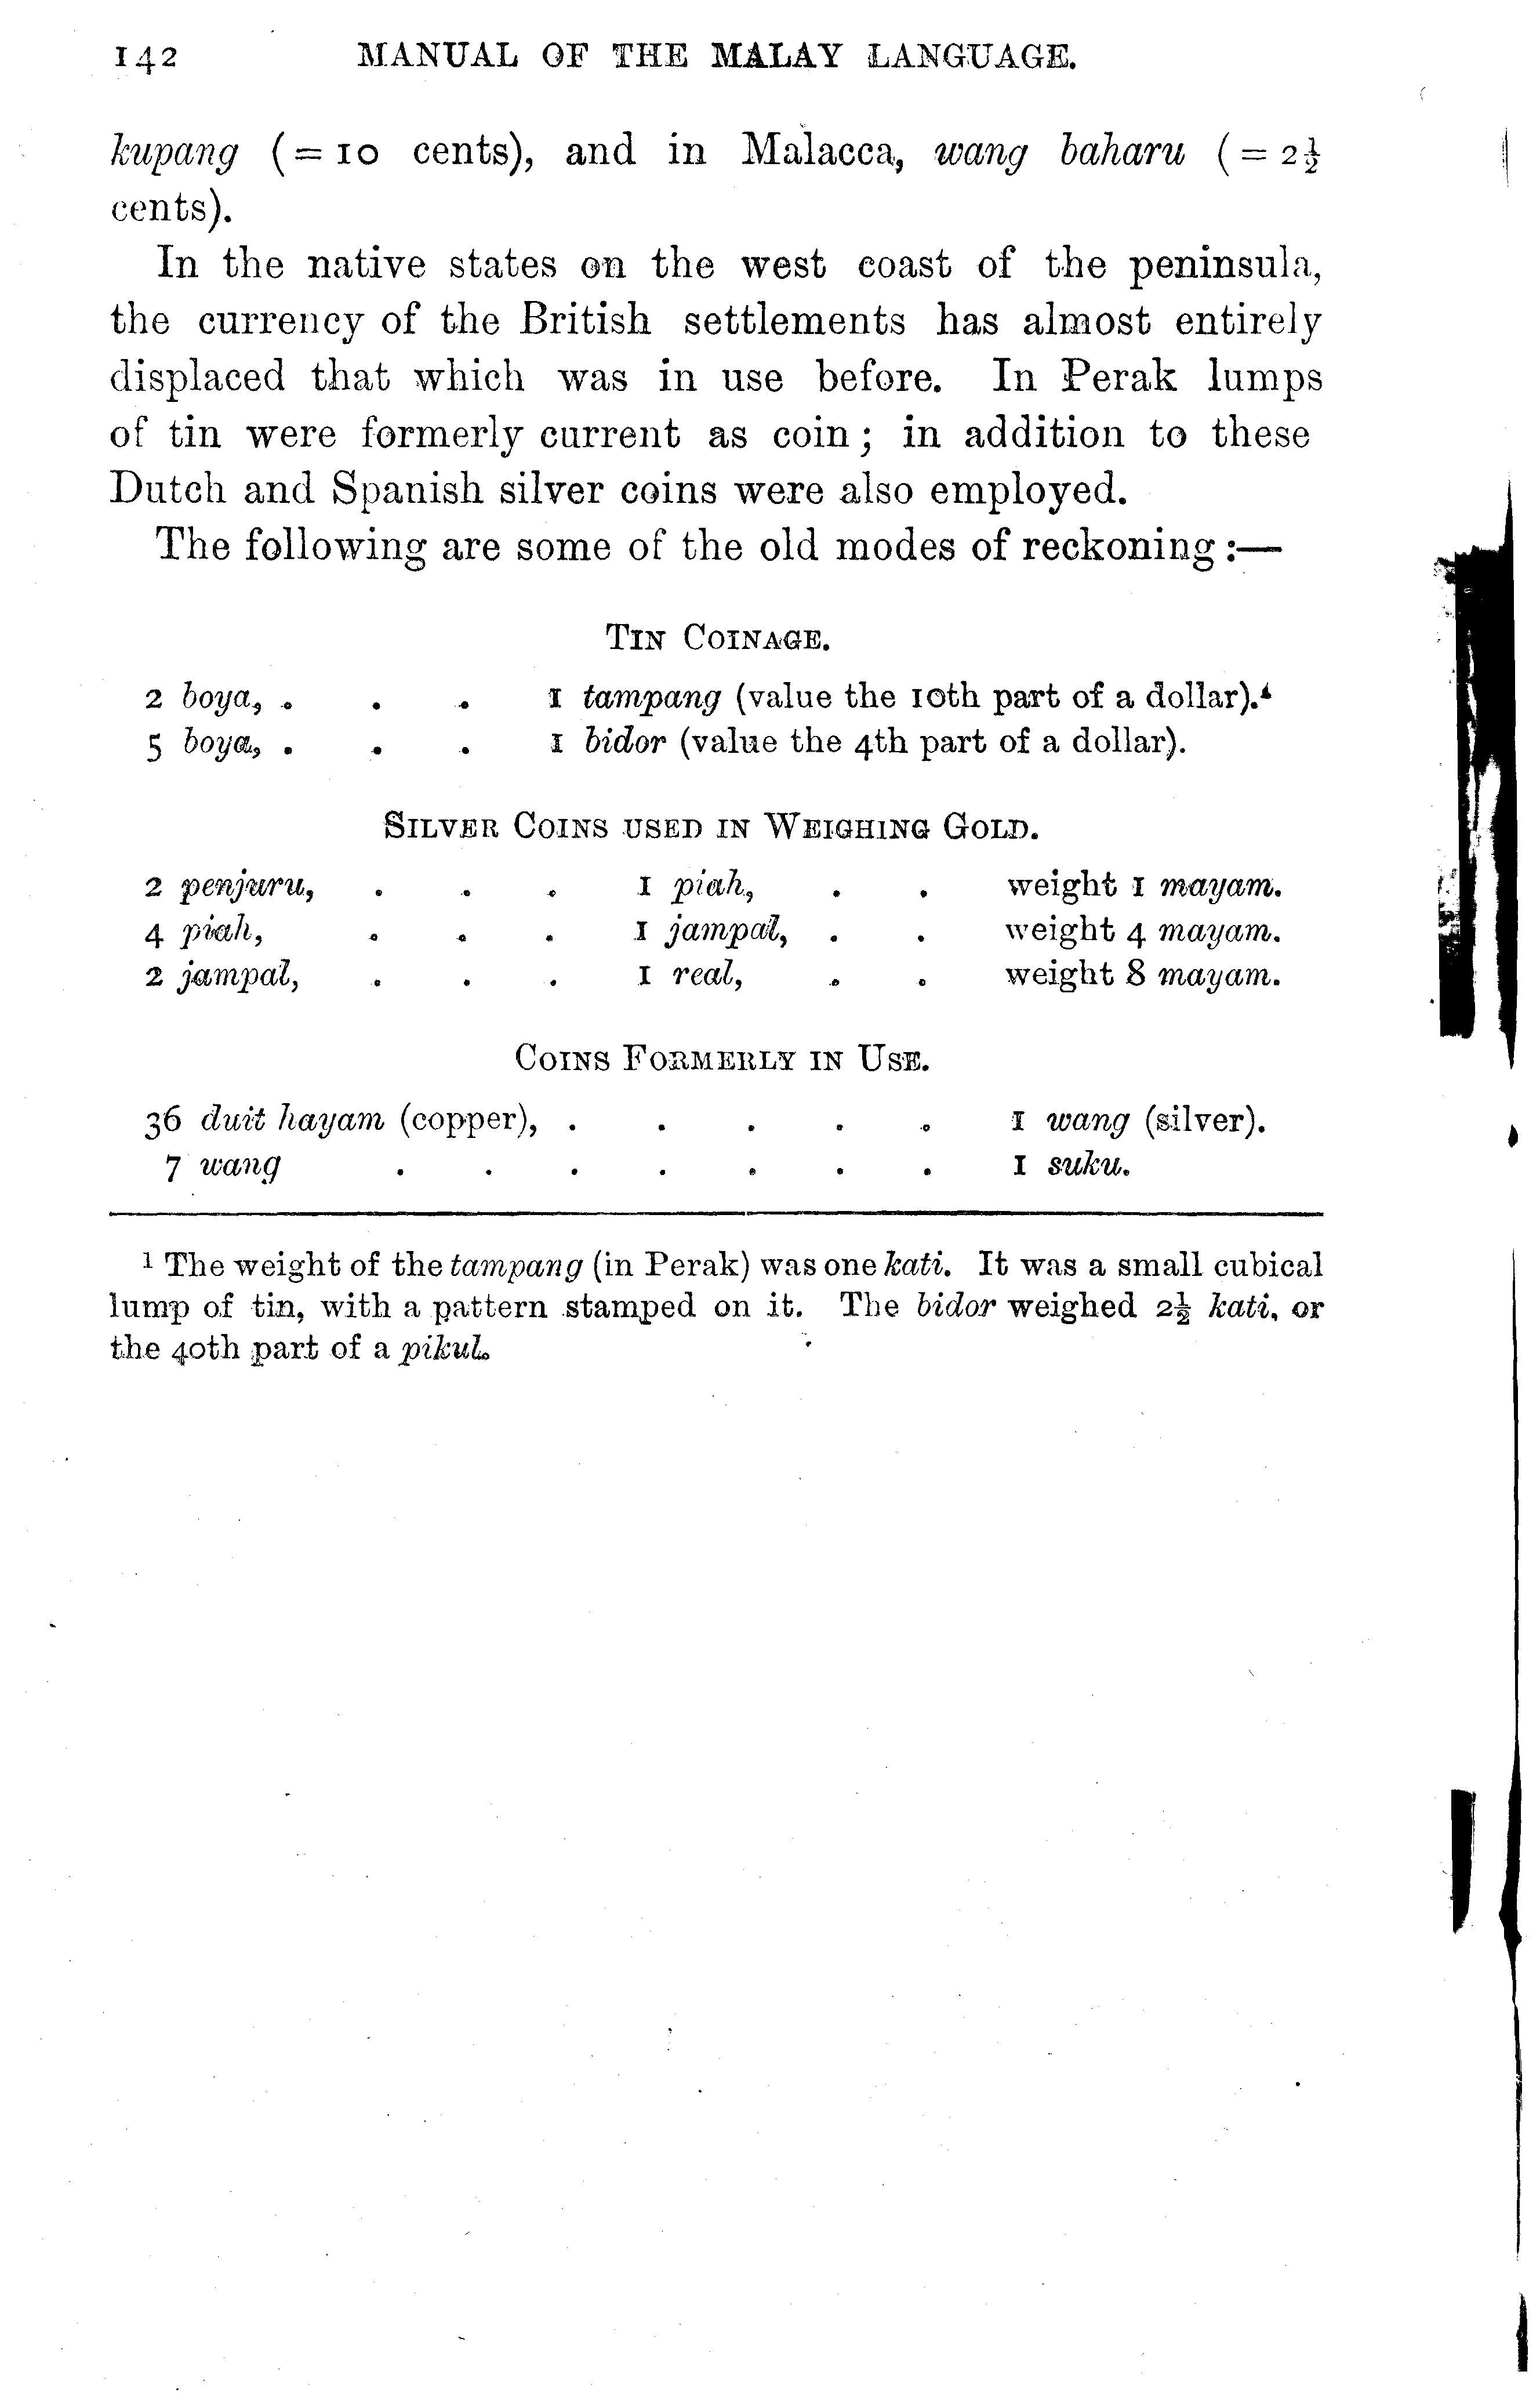 142 MANUAL OF THE MALAY LANGUAGE.
kupang (= 10 cents), and in Malacca, wang baharu (= 2½
cents).
In the native states on the west coast of the peninsula,
the currency of the British settlements has almost entirely
displaced that which was in use before. In Perak lumps
of tin were formerly current as coin; in addition to these
Dutch and Spanish silver coins were also employed.
The following are some of the old modes of reckoning:—
TIN COINAGE.
2 boya, . . . 1 tampang (value the 10th part of a dollar).¹
5 boya, . . . 1 bidor (value the 4th part of a dollar).
SILVER COINS USED IN WEIGHING GOLD.
2 penjuru, . . . 1 piah, . . weight 1 mayam.
4 piah, . . . 1 jampal, . . weight 4 mayam.
2 jampal, . . . 1 real, . . weight 8 mayam.
COINS FORMERLY IN USE.
36 duit hayam (copper), . . . . . 1 wang (silver).
7 wang . . . . . . . 1 suku.
¹ The weight of the tampang (in Perak) was one kati. It was a small cubical
lump of tin, with a pattern stamped on it. The bidor weighed 2½ kati, or
the 40th part of a pikul.